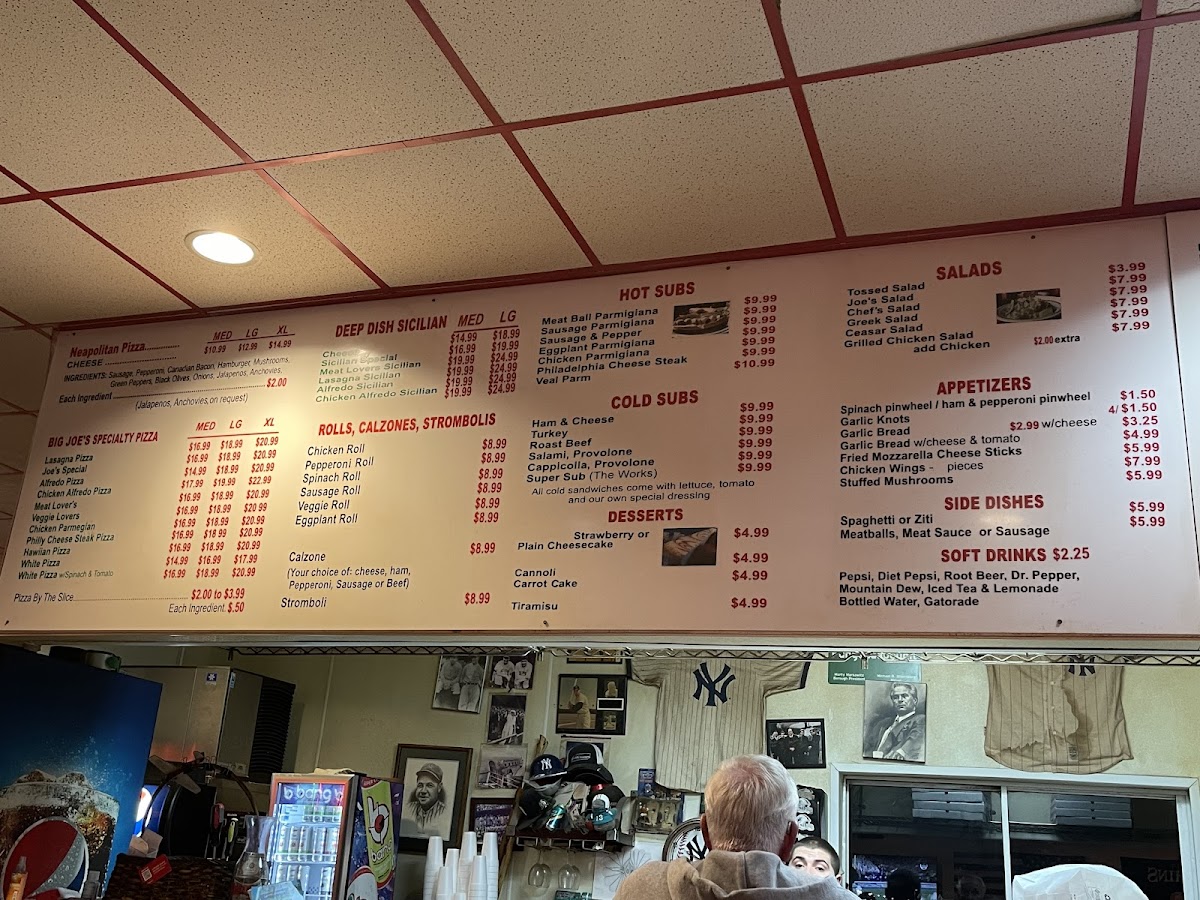 Neapolitan Pizza............... MED LG XL
CHEESE ........................ $10.99 $12.99 $14.99
INGREDIENTS: Sausage, Pepperoni, Canadian Bacon, Hamburger, Mushrooms,
Green Peppers, Black Olives, Onions, Jalapenos, Anchovies,
Each Ingredient ........................ $2.00
(Jalapenos, Anchovies, on request)
BIG JOE'S SPECIALTY PIZZA MED LG XL
Lasagna Pizza $16.99 $18.99 $20.99
Joe's Special $16.99 $18.99 $20.99
Alfredo Pizza $14.99 $18.99 $20.99
Chicken Alfredo Pizza $17.99 $19.99 $22.99
Meat Lover's $16.99 $18.99 $20.99
Veggie Lovers $16.99 $18.99 $20.99
Chicken Parmegian $16.99 $18.99 $20.99
Philly Cheese Steak Pizza $16.99 $18.99 $20.99
Hawiian Pizza $16.99 $18.99 $20.99
White Pizza $14.99 $16.99 $17.99
White Pizza w/Spinach & Tomato $16.99 $18.99 $20.99
Pizza By The Slice........................ $2.00 to $3.99
Each Ingredient. $.50
DEEP DISH SICILIAN MED LG
Cheese $14.99 $18.99
Sicilian Special $16.99 $19.99
Meat Lovers Sicilian $19.99 $24.99
Lasagna Sicilian $19.99 $24.99
Alfredo Sicilian $19.99 $24.99
Chicken Alfredo Sicilian $19.99 $24.99
ROLLS, CALZONES, STROMBOLIS
Chicken Roll $8.99
Pepperoni Roll $8.99
Spinach Roll $8.99
Sausage Roll $8.99
Veggie Roll $8.99
Eggplant Roll $8.99
Calzone $8.99
(Your choice of: cheese, ham,
Pepperoni, Sausage or Beef)
Stromboli $8.99
HOT SUBS
Meat Ball Parmigiana $9.99
Sausage Parmigiana $9.99
Sausage & Pepper $9.99
Eggplant Parmigiana $9.99
Chicken Parmigiana $9.99
Philadelphia Cheese Steak $9.99
Veal Parm $10.99
COLD SUBS
Ham & Cheese $9.99
Turkey $9.99
Roast Beef $9.99
Salami, Provolone $9.99
Cappicolla, Provolone $9.99
Super Sub (The Works) $9.99
All cold sandwiches come with lettuce, tomato
and our own special dressing
DESSERTS
Strawberry or
Plain Cheesecake $4.99
Cannoli $4.99
Carrot Cake $4.99
Tiramisu $4.99
SALADS
Tossed Salad $3.99
Joe's Salad $7.99
Chef's Salad $7.99
Greek Salad $7.99
Ceasar Salad $7.99
Grilled Chicken Salad $7.99
add Chicken $2.00 extra
APPETIZERS
Spinach pinwheel / ham & pepperoni pinwheel $1.50
Garlic Knots 4/ $1.50
Garlic Bread $2.99 w/cheese $3.25
Garlic Bread w/cheese & tomato $4.99
Fried Mozzarella Cheese Sticks $5.99
Chicken Wings - pieces $7.99
Stuffed Mushrooms $5.99
SIDE DISHES
Spaghetti or Ziti $5.99
Meatballs, Meat Sauce or Sausage $5.99
SOFT DRINKS $2.25
Pepsi, Diet Pepsi, Root Beer, Dr. Pepper,
Mountain Dew, Iced Tea & Lemonade
Bottled Water, Gatorade
NY
bang
bang